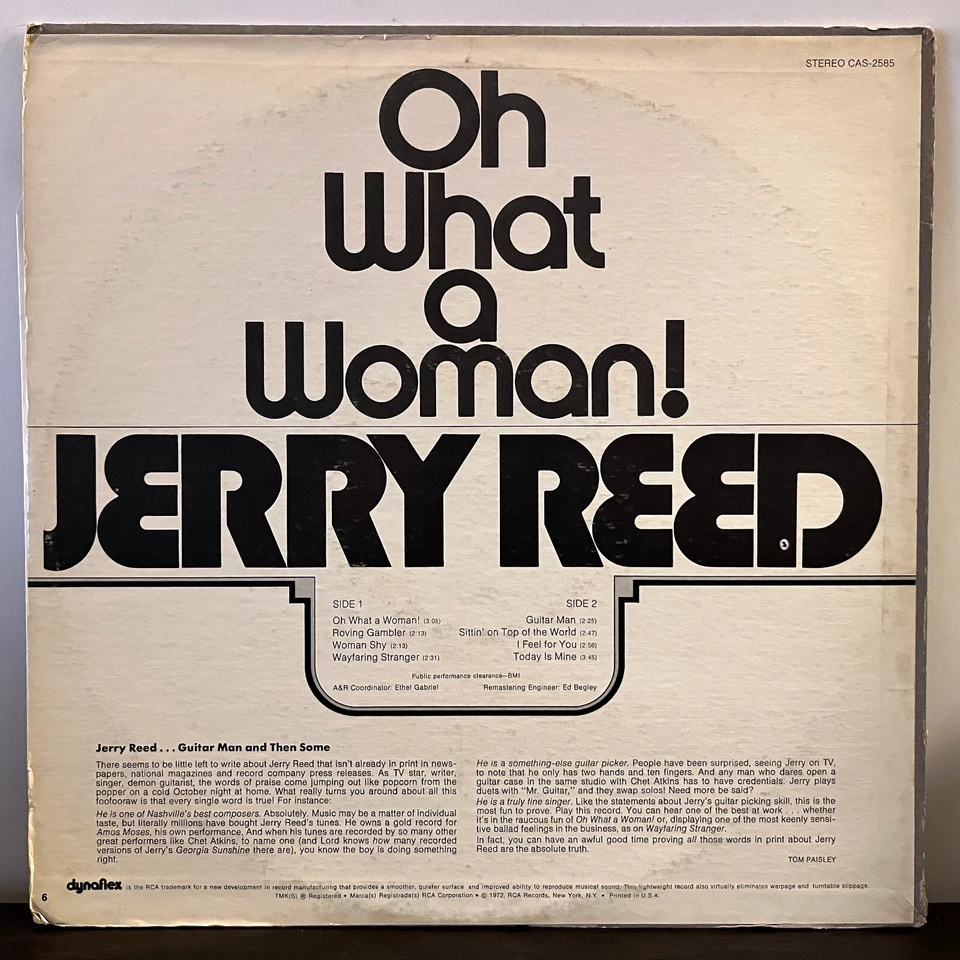 STEREO CAS-2585
Oh
What
a
Woman!
JERRY REED
SIDE 1
Oh What a Woman! (3:05)
Roving Gambler (2:13)
Woman Shy (2:13)
Wayfaring Stranger (2:31)
SIDE 2
Guitar Man (2:25)
Sittin' on Top of the World (2:47)
I Feel for You (2:56)
Today Is Mine (3:45)
Public performance clearance—BMI
A&R Coordinator: Ethel Gabriel
Remastering Engineer: Ed Begley
Jerry Reed . . . Guitar Man and Then Some
There seems to be little left to write about Jerry Reed that isn't already in print in news-
papers, national magazines and record company press releases. As TV star, writer,
singer, demon guitarist, the words of praise come jumping out like popcorn from the
popper on a cold October night at home. What really turns you around about all this
foofooraw is that every single word is true! For instance:
He is one of Nashville's best composers. Absolutely. Music may be a matter of individual
taste, but literally millions have bought Jerry Reed's tunes. He owns a gold record for
Amos Moses, his own performance. And when his tunes are recorded by so many other
great performers like Chet Atkins, to name one (and Lord knows how many recorded
versions of Jerry's Georgia Sunshine there are), you know the boy is doing something
right.
He is a something-else guitar picker. People have been surprised, seeing Jerry on TV,
to note that he only has two hands and ten fingers. And any man who dares open a
guitar case in the same studio with Chet Atkins has to have credentials. Jerry plays
duets with "Mr. Guitar," and they swap solos! Need more be said?
He is a truly fine singer. Like the statements about Jerry's guitar picking skill, this is the
most fun to prove. Play this record. You can hear one of the best at work . . . whether
it's in the raucous fun of Oh What a Woman! or, displaying one of the most keenly sensi-
tive ballad feelings in the business, as on Wayfaring Stranger.
In fact, you can have an awful good time proving all those words in print about Jerry
Reed are the absolute truth.
TOM PAISLEY
dynaflex is the RCA trademark for a new development in record manufacturing that provides a smoother, quieter surface and improved ability to reproduce musical sound. This lightweight record also virtually eliminates warpage and turntable slippage.
6
TMK(S) ® Registered • Marca(s) Registrada(s) RCA Corporation • © 1972, RCA Records, New York, N.Y. • Printed in U.S.A.